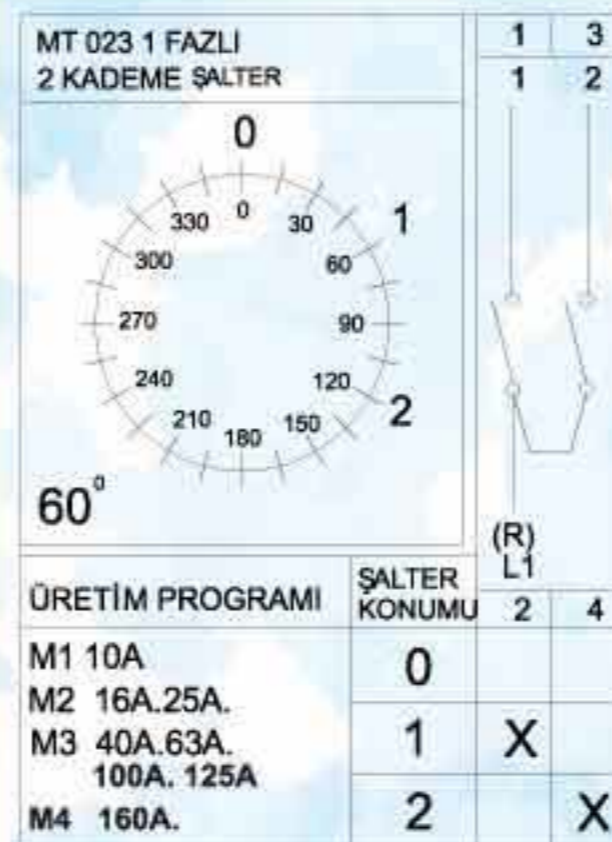 MT 023 1 FAZLI
2 KADEME ŞALTER
1 3
1 2
0
1
2
0
30
60
90
120
150
180
210
240
270
300
330
60°
(R)
L1
2 4
ÜRETİM PROGRAMI
ŞALTER
KONUMU
M1 10A
M2 16A.25A.
M3 40A.63A.
100A. 125A
M4 160A.
0
1 X
2 X